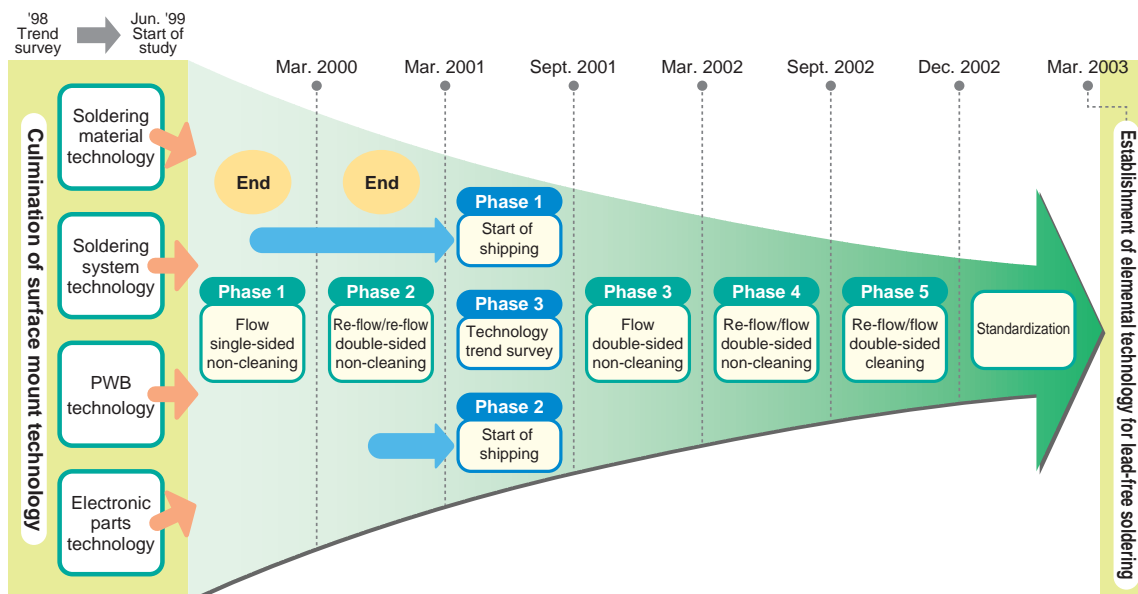 '98
Trend
survey
Jun. '99
Start of
study
Mar. 2000
Mar. 2001
Sept. 2001
Mar. 2002
Sept. 2002
Dec. 2002
Mar. 2003
Culmination of surface mount technology
Soldering
material
technology
Soldering
system
technology
PWB
technology
Electronic
parts
technology
End
End
Phase 1
Start of
shipping
Phase 1
Flow
single-sided
non-cleaning
Phase 2
Re-flow/re-flow
double-sided
non-cleaning
Phase 3
Technology
trend survey
Phase 3
Flow
double-sided
non-cleaning
Phase 4
Re-flow/flow
double-sided
non-cleaning
Phase 5
Re-flow/flow
double-sided
cleaning
Standardization
Phase 2
Start of
shipping
Establishment of elemental technology for lead-free soldering